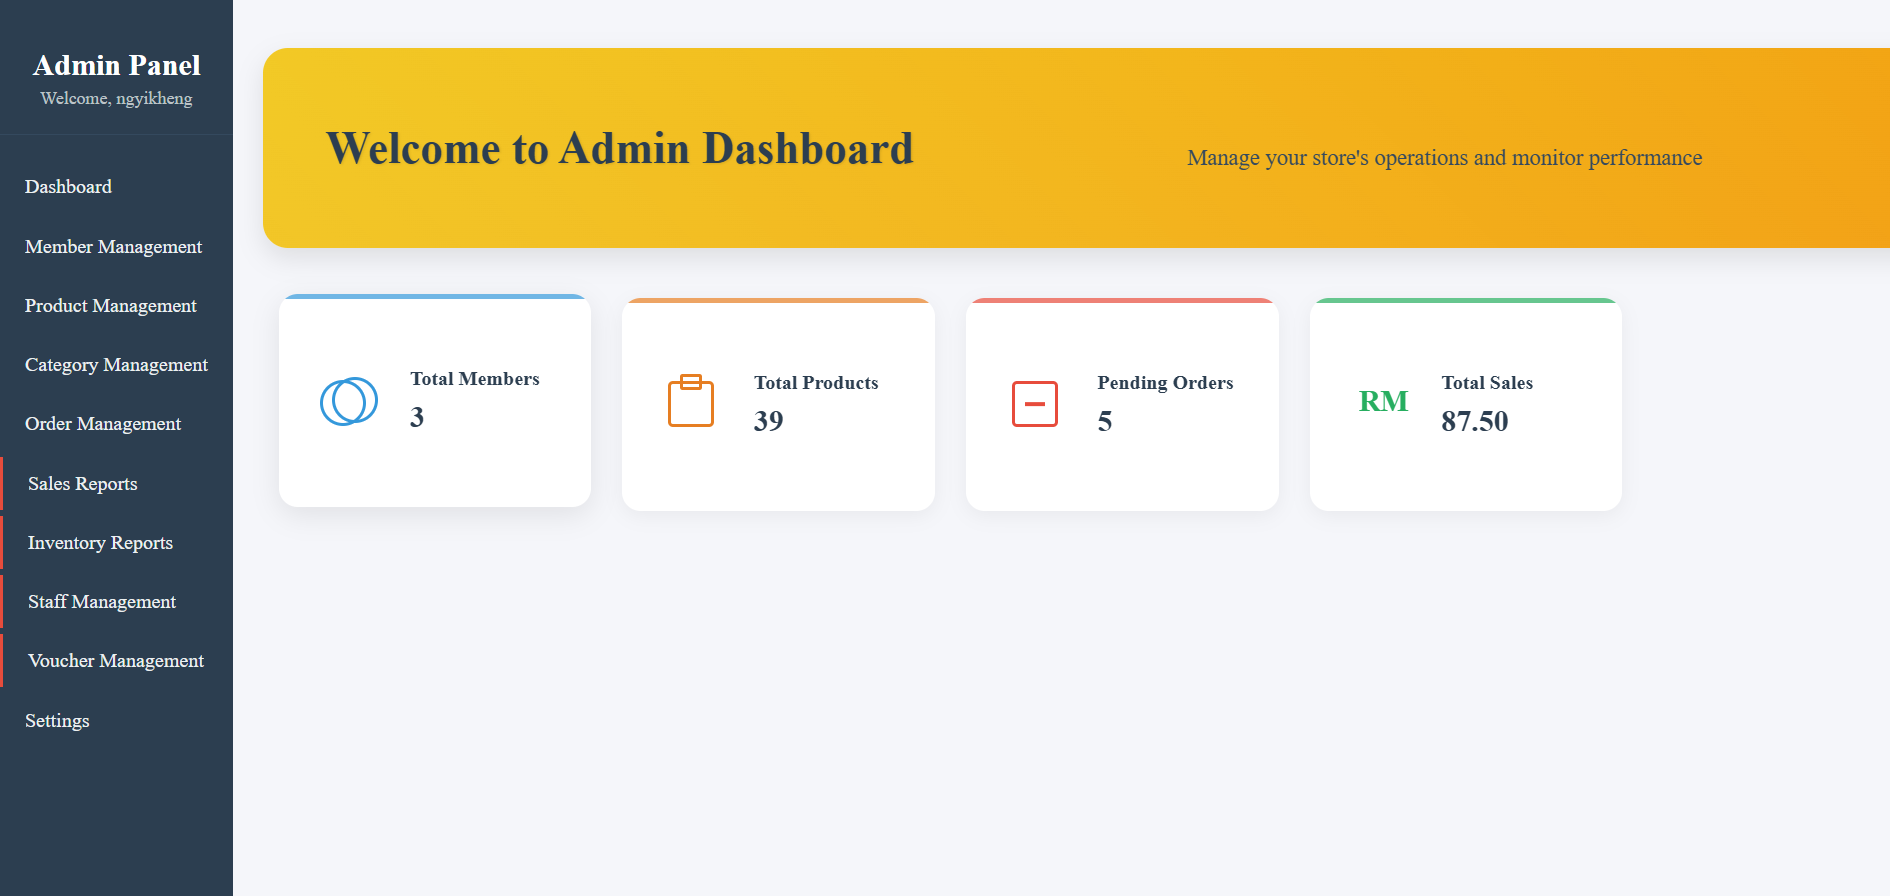 Admin Panel
Welcome, ngyikheng
Dashboard
Member Management
Product Management
Category Management
Order Management
Sales Reports
Inventory Reports
Staff Management
Voucher Management
Settings
Welcome to Admin Dashboard
Manage your store's operations and monitor performance
Total Members
3
Total Products
39
Pending Orders
5
RM
Total Sales
87.50